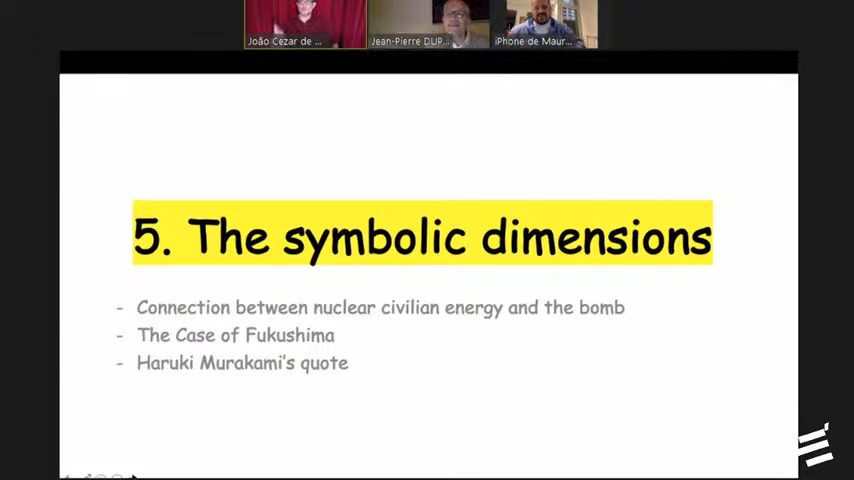 João Cezar de ...
Jean-Pierre DUP...
iPhone de Maur...
5. The symbolic dimensions
- Connection between nuclear civilian energy and the bomb
- The Case of Fukushima
- Haruki Murakami's quote